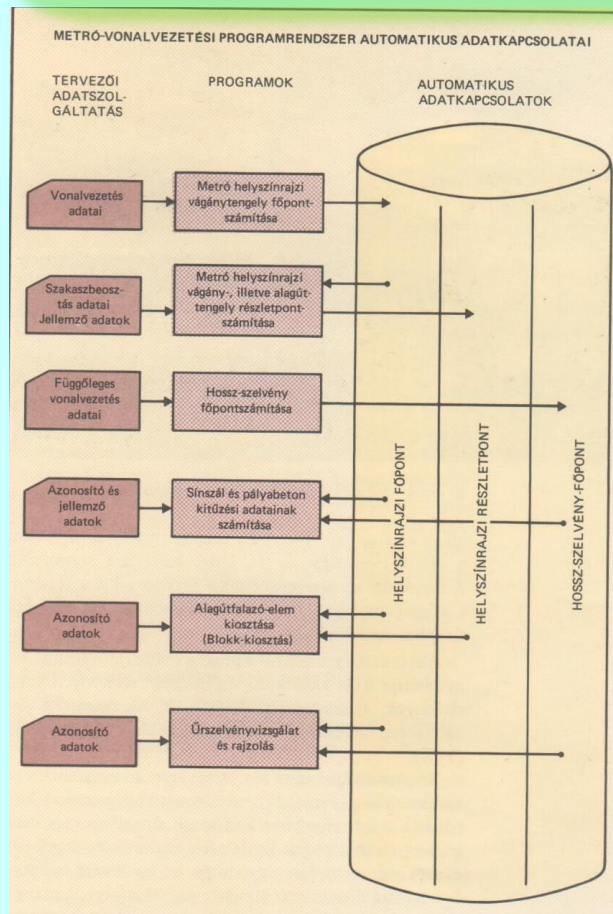 METRÓ-VONALVEZETÉSI PROGRAMRENDSZER AUTOMATIKUS ADATKAPCSOLATAI
TERVEZŐI
ADATSZOL-
GÁLTATÁS
PROGRAMOK
AUTOMATIKUS
ADATKAPCSOLATOK
Vonalvezetés
adatai
Metró helyszínrajzi
vágánytengely főpont-
számítása
Szakaszbeosz-
tás adatai
Jellemző adatok
Metró helyszínrajzi
vágány-, illetve alagút-
tengely részletpont-
számítása
Függőleges
vonalvezetés
adatai
Hossz-szelvény
főpontszámítása
Azonosító és
jellemző
adatok
Sínszál és pályabeton
kitűzési adatainak
számítása
Azonosító
adatok
Alagútfalazó-elem
kiosztása
(Blokk-kiosztás)
Azonosító
adatok
Űrszelvényvizsgálat
és rajzolás
HELYSZÍNRAJZI FŐPONT
HELYSZÍNRAJZI RÉSZLETPONT
HOSSZ-SZELVÉNY-FŐPONT